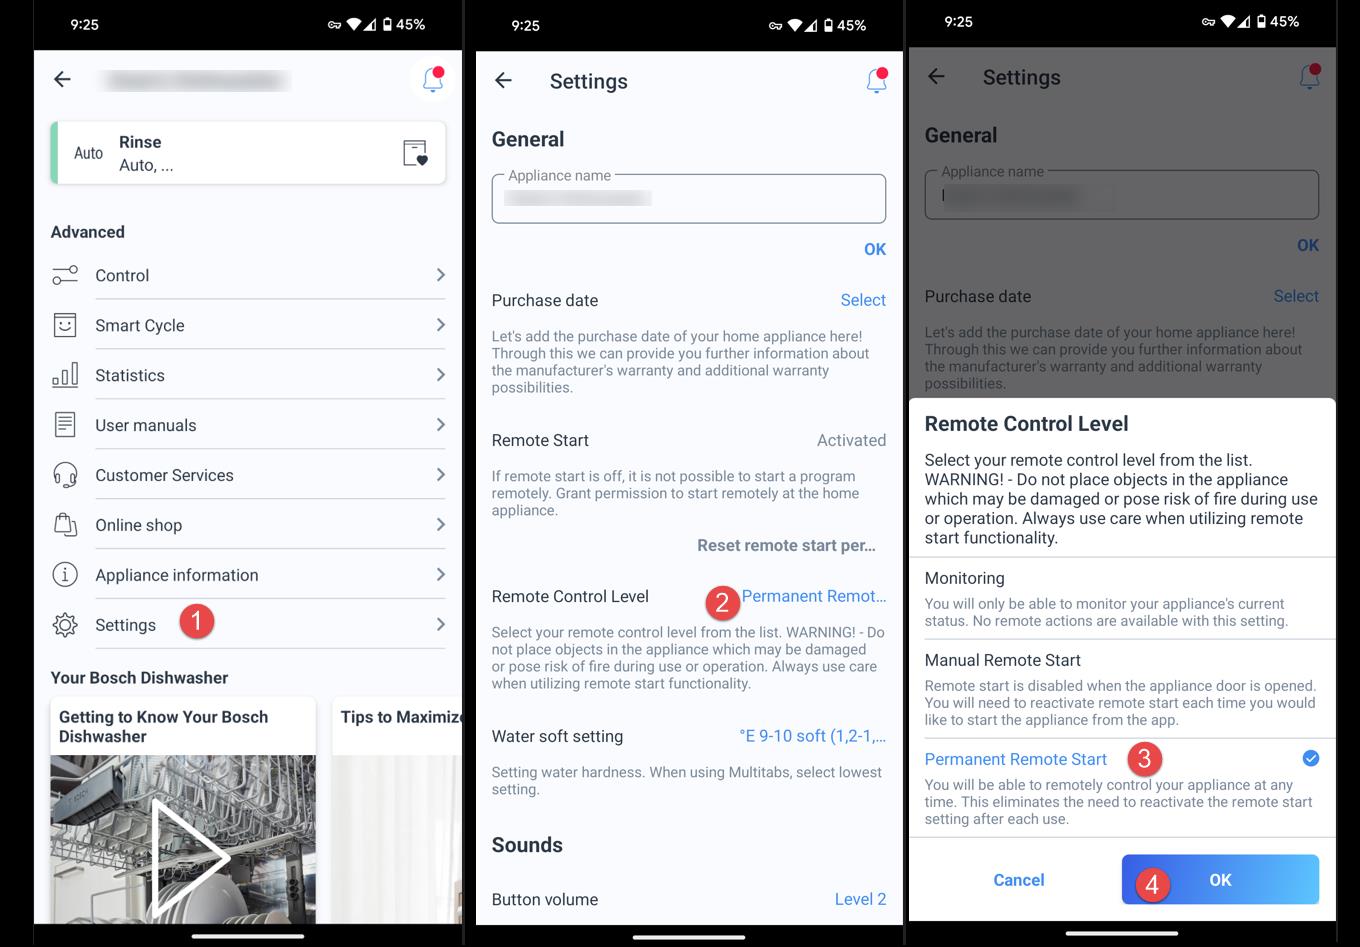 9:25
45%
Auto
Rinse
Auto, ...
Advanced
Control
Smart Cycle
Statistics
User manuals
Customer Services
Online shop
Appliance information
Settings
1
Your Bosch Dishwasher
Getting to Know Your Bosch
Dishwasher
Tips to Maximize
9:25
45%
Settings
General
Appliance name
OK
Purchase date
Select
Let's add the purchase date of your home appliance here!
Through this we can provide you further information about
the manufacturer's warranty and additional warranty
possibilities.
Remote Start
Activated
If remote start is off, it is not possible to start a program
remotely. Grant permission to start remotely at the home
appliance.
Reset remote start per...
Remote Control Level
2
Permanent Remot...
Select your remote control level from the list. WARNING! - Do
not place objects in the appliance which may be damaged
or pose risk of fire during use or operation. Always use care
when utilizing remote start functionality.
Water soft setting
°E 9-10 soft (1,2-1,...
Setting water hardness. When using Multitabs, select lowest
setting.
Sounds
Button volume
Level 2
9:25
45%
Settings
General
Appliance name
OK
Purchase date
Select
Let's add the purchase date of your home appliance here!
Through this we can provide you further information about
the manufacturer's warranty and additional warranty
possibilities.
Remote Control Level
Select your remote control level from the list.
WARNING! - Do not place objects in the appliance
which may be damaged or pose risk of fire during use
or operation. Always use care when utilizing remote
start functionality.
Monitoring
You will only be able to monitor your appliance's current
status. No remote actions are available with this setting.
Manual Remote Start
Remote start is disabled when the appliance door is opened.
You will need to reactivate remote start each time you would
like to start the appliance from the app.
Permanent Remote Start
3
You will be able to remotely control your appliance at any
time. This eliminates the need to reactivate the remote start
setting after each use.
Cancel
4
OK